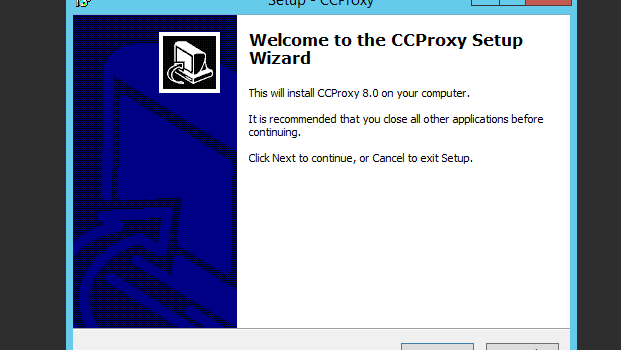 Setup - CCProxy
Welcome to the CCProxy Setup
Wizard
This will install CCProxy 8.0 on your computer.
It is recommended that you close all other applications before
continuing.
Click Next to continue, or Cancel to exit Setup.